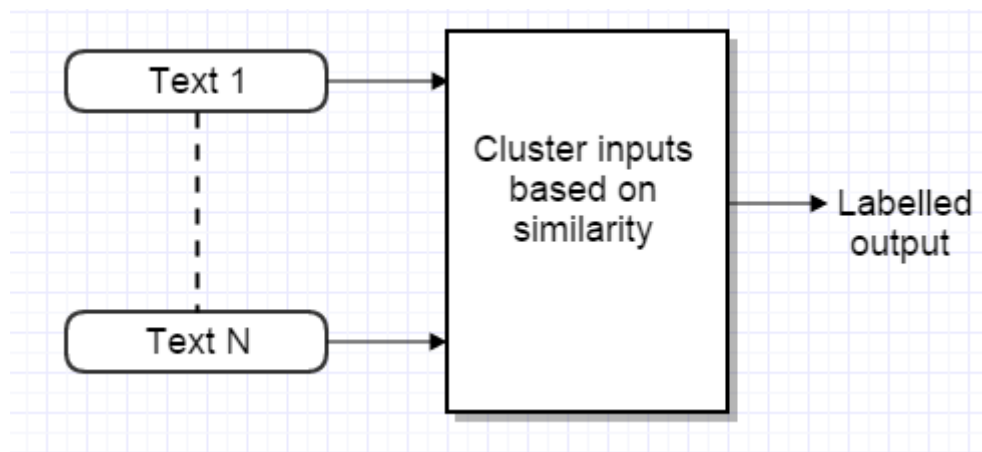 Text 1
Cluster inputs
based on
similarity
Labelled
output
Text N